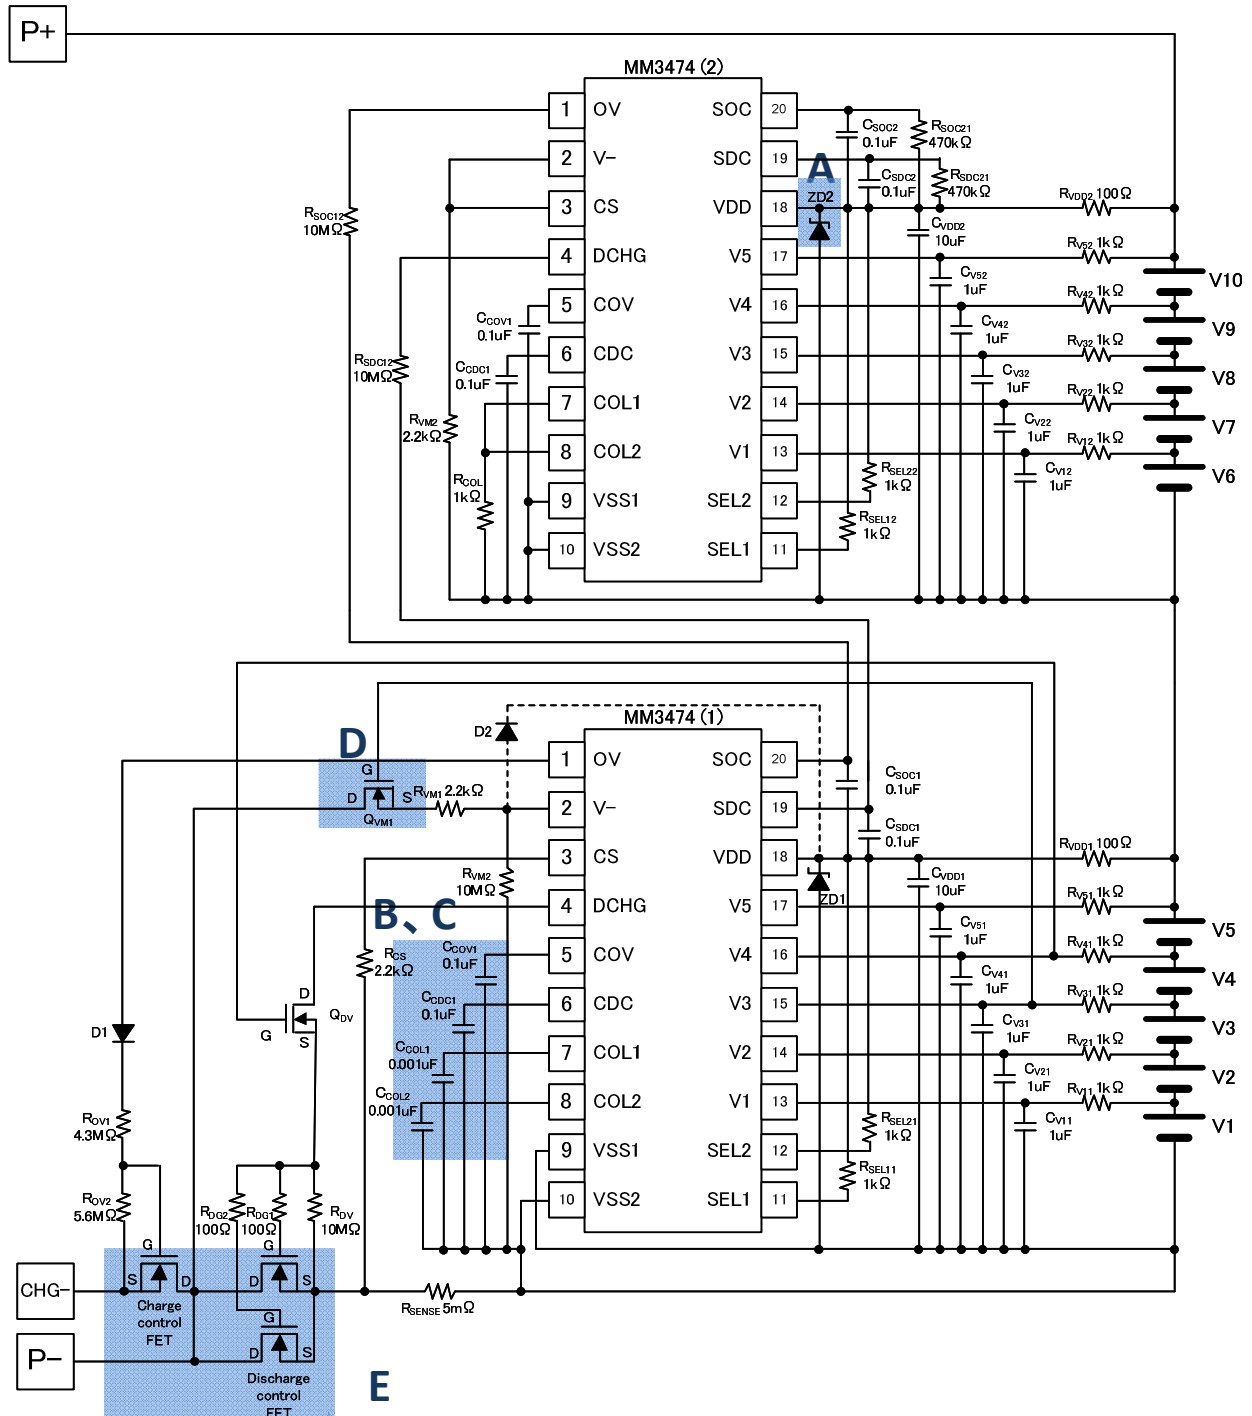 P+
MM3474 (2)
1 OV
2 V-
3 CS
4 DCHG
5 COV
6 CDC
7 COL1
8 COL2
9 VSS1
10 VSS2
SOC 20
SDC 19
VDD 18
V5 17
V4 16
V3 15
V2 14
V1 13
SEL2 12
SEL1 11
RSOC12
10MΩ
RSDC12
10MΩ
CCOV1
0.1uF
CCDC1
0.1uF
RVM2
2.2kΩ
RCOL
1kΩ
A
ZD2
CSOC2
0.1uF
RSOC21
470kΩ
CSDC2
0.1uF
RSDC21
470kΩ
CVDD2
10uF
RVDD2 100Ω
CV52
1uF
RV52 1kΩ
CV42
1uF
RV42 1kΩ
CV32
1uF
RV32 1kΩ
CV22
1uF
RV22 1kΩ
CV12
1uF
RV12 1kΩ
RSEL22
1kΩ
RSEL12
1kΩ
V10
V9
V8
V7
V6
MM3474 (1)
1 OV
2 V-
3 CS
4 DCHG
5 COV
6 CDC
7 COL1
8 COL2
9 VSS1
10 VSS2
SOC 20
SDC 19
VDD 18
V5 17
V4 16
V3 15
V2 14
V1 13
SEL2 12
SEL1 11
D2
D
G
D
S
QVM1
RVM1 2.2kΩ
RVM2
10MΩ
B、C
RCS
2.2kΩ
CCOV1
0.1uF
CCDC1
0.1uF
CCOL1
0.001uF
CCOL2
0.001uF
CSOC1
0.1uF
CSDC1
0.1uF
ZD1
CVDD1
10uF
RVDD1 100Ω
CV51
1uF
RV51 1kΩ
CV41
1uF
RV41 1kΩ
CV31
1uF
RV31 1kΩ
CV21
1uF
RV21 1kΩ
CV11
1uF
RV11 1kΩ
RSEL21
1kΩ
RSEL11
1kΩ
V5
V4
V3
V2
V1
D
QDV
G
S
D1
ROV1
4.3MΩ
ROV2
5.6MΩ
RDG2
100Ω
RDG1
100Ω
RDV
10MΩ
G
S
D
Charge
control
FET
G
D
S
G
D
S
Discharge
control
FET
CHG-
P-
RSENSE 5mΩ
E